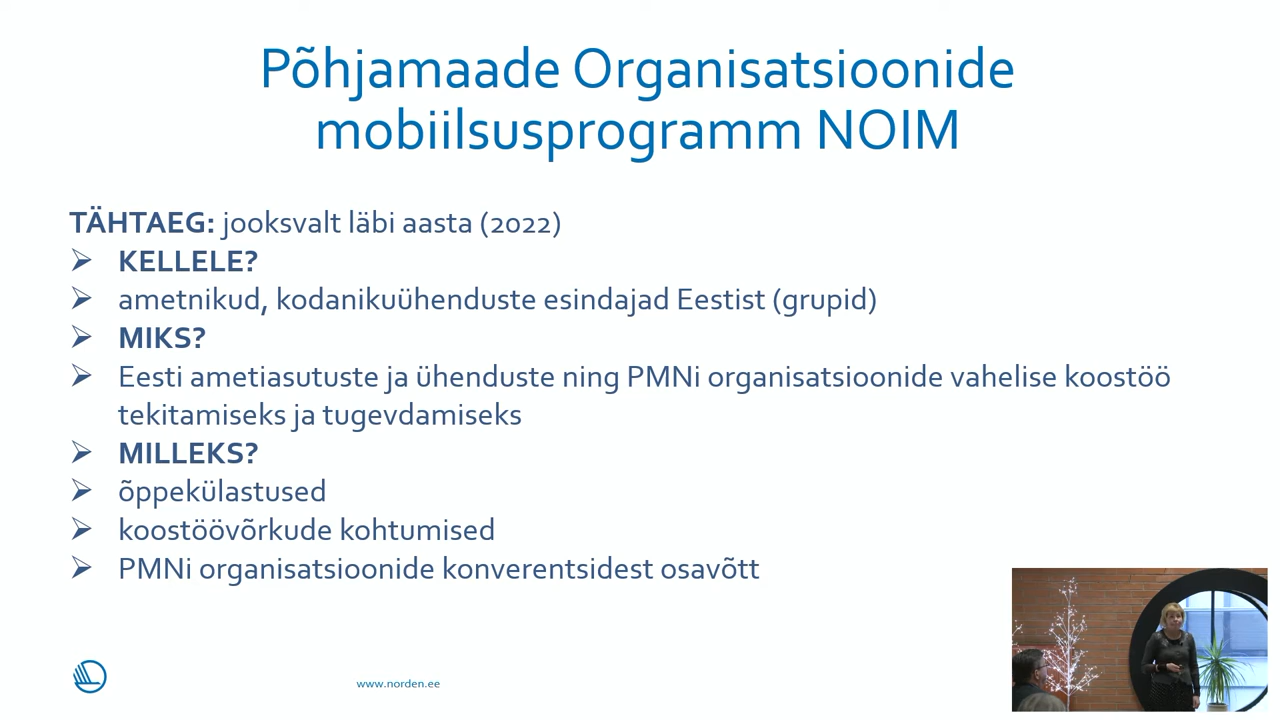 Põhjamaade Organisatsioonide
mobiilsusprogramm NOIM
TÄHTAEG: jooksvalt läbi aasta (2022)
KELLELE?
ametnikud, kodanikuühenduste esindajad Eestist (grupid)
MIKS?
Eesti ametiasutuste ja ühenduste ning PMNi organisatsioonide vahelise koostöö
tekitamiseks ja tugevdamiseks
MILLEKS?
õppekülastused
koostöövõrkude kohtumised
PMNi organisatsioonide konverentsidest osavõtt
www.norden.ee